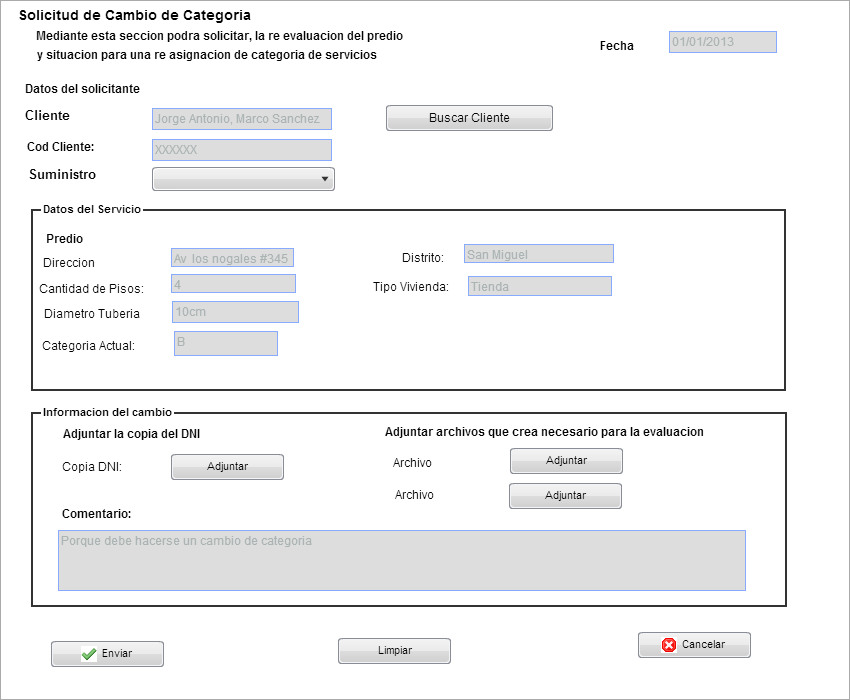 Solicitud de Cambio de Categoria
Mediante esta seccion podra solicitar, la re evaluacion del predio
y situacion para una re asignacion de categoria de servicios
Fecha 01/01/2013
Datos del solicitante
Cliente Jorge Antonio, Marco Sanchez Buscar Cliente
Cod Cliente: XXXXXX
Suministro
Datos del Servicio
Predio
Direccion Av los nogales #345 Distrito: San Miguel
Cantidad de Pisos: 4 Tipo Vivienda: Tienda
Diametro Tuberia 10cm
Categoria Actual: B
Informacion del cambio
Adjuntar la copia del DNI Adjuntar archivos que crea necesario para la evaluacion
Copia DNI: Adjuntar Archivo Adjuntar
Archivo Adjuntar
Comentario:
Porque debe hacerse un cambio de categoria
Enviar Limpiar Cancelar